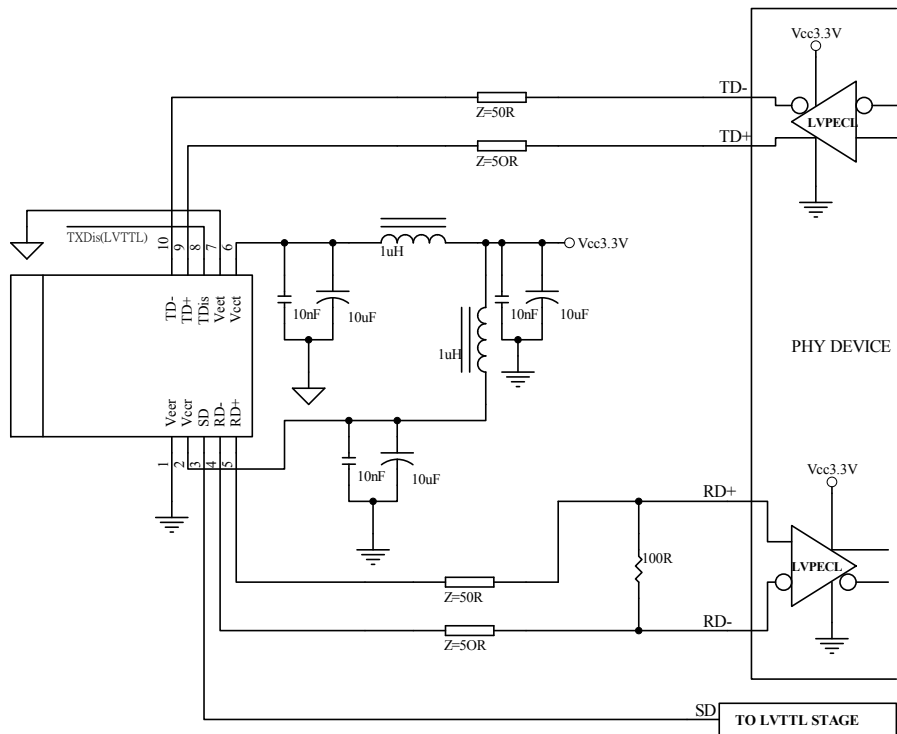 Vcc3.3V
TD-
LVPECL
Z=50R
TD+
Z=5OR
TXDis(LVTTL)
10
9
8
7
6
1uH
Vcc3.3V
TD-
TD+
TDis
Veet
Vcct
10nF
10uF
10nF
10uF
1uH
PHY DEVICE
Veer
Vccr
SD
RD-
RD+
1
2
3
4
5
10nF
10uF
Vcc3.3V
RD+
100R
LVPECL
Z=50R
RD-
Z=5OR
SD
TO LVTTL STAGE